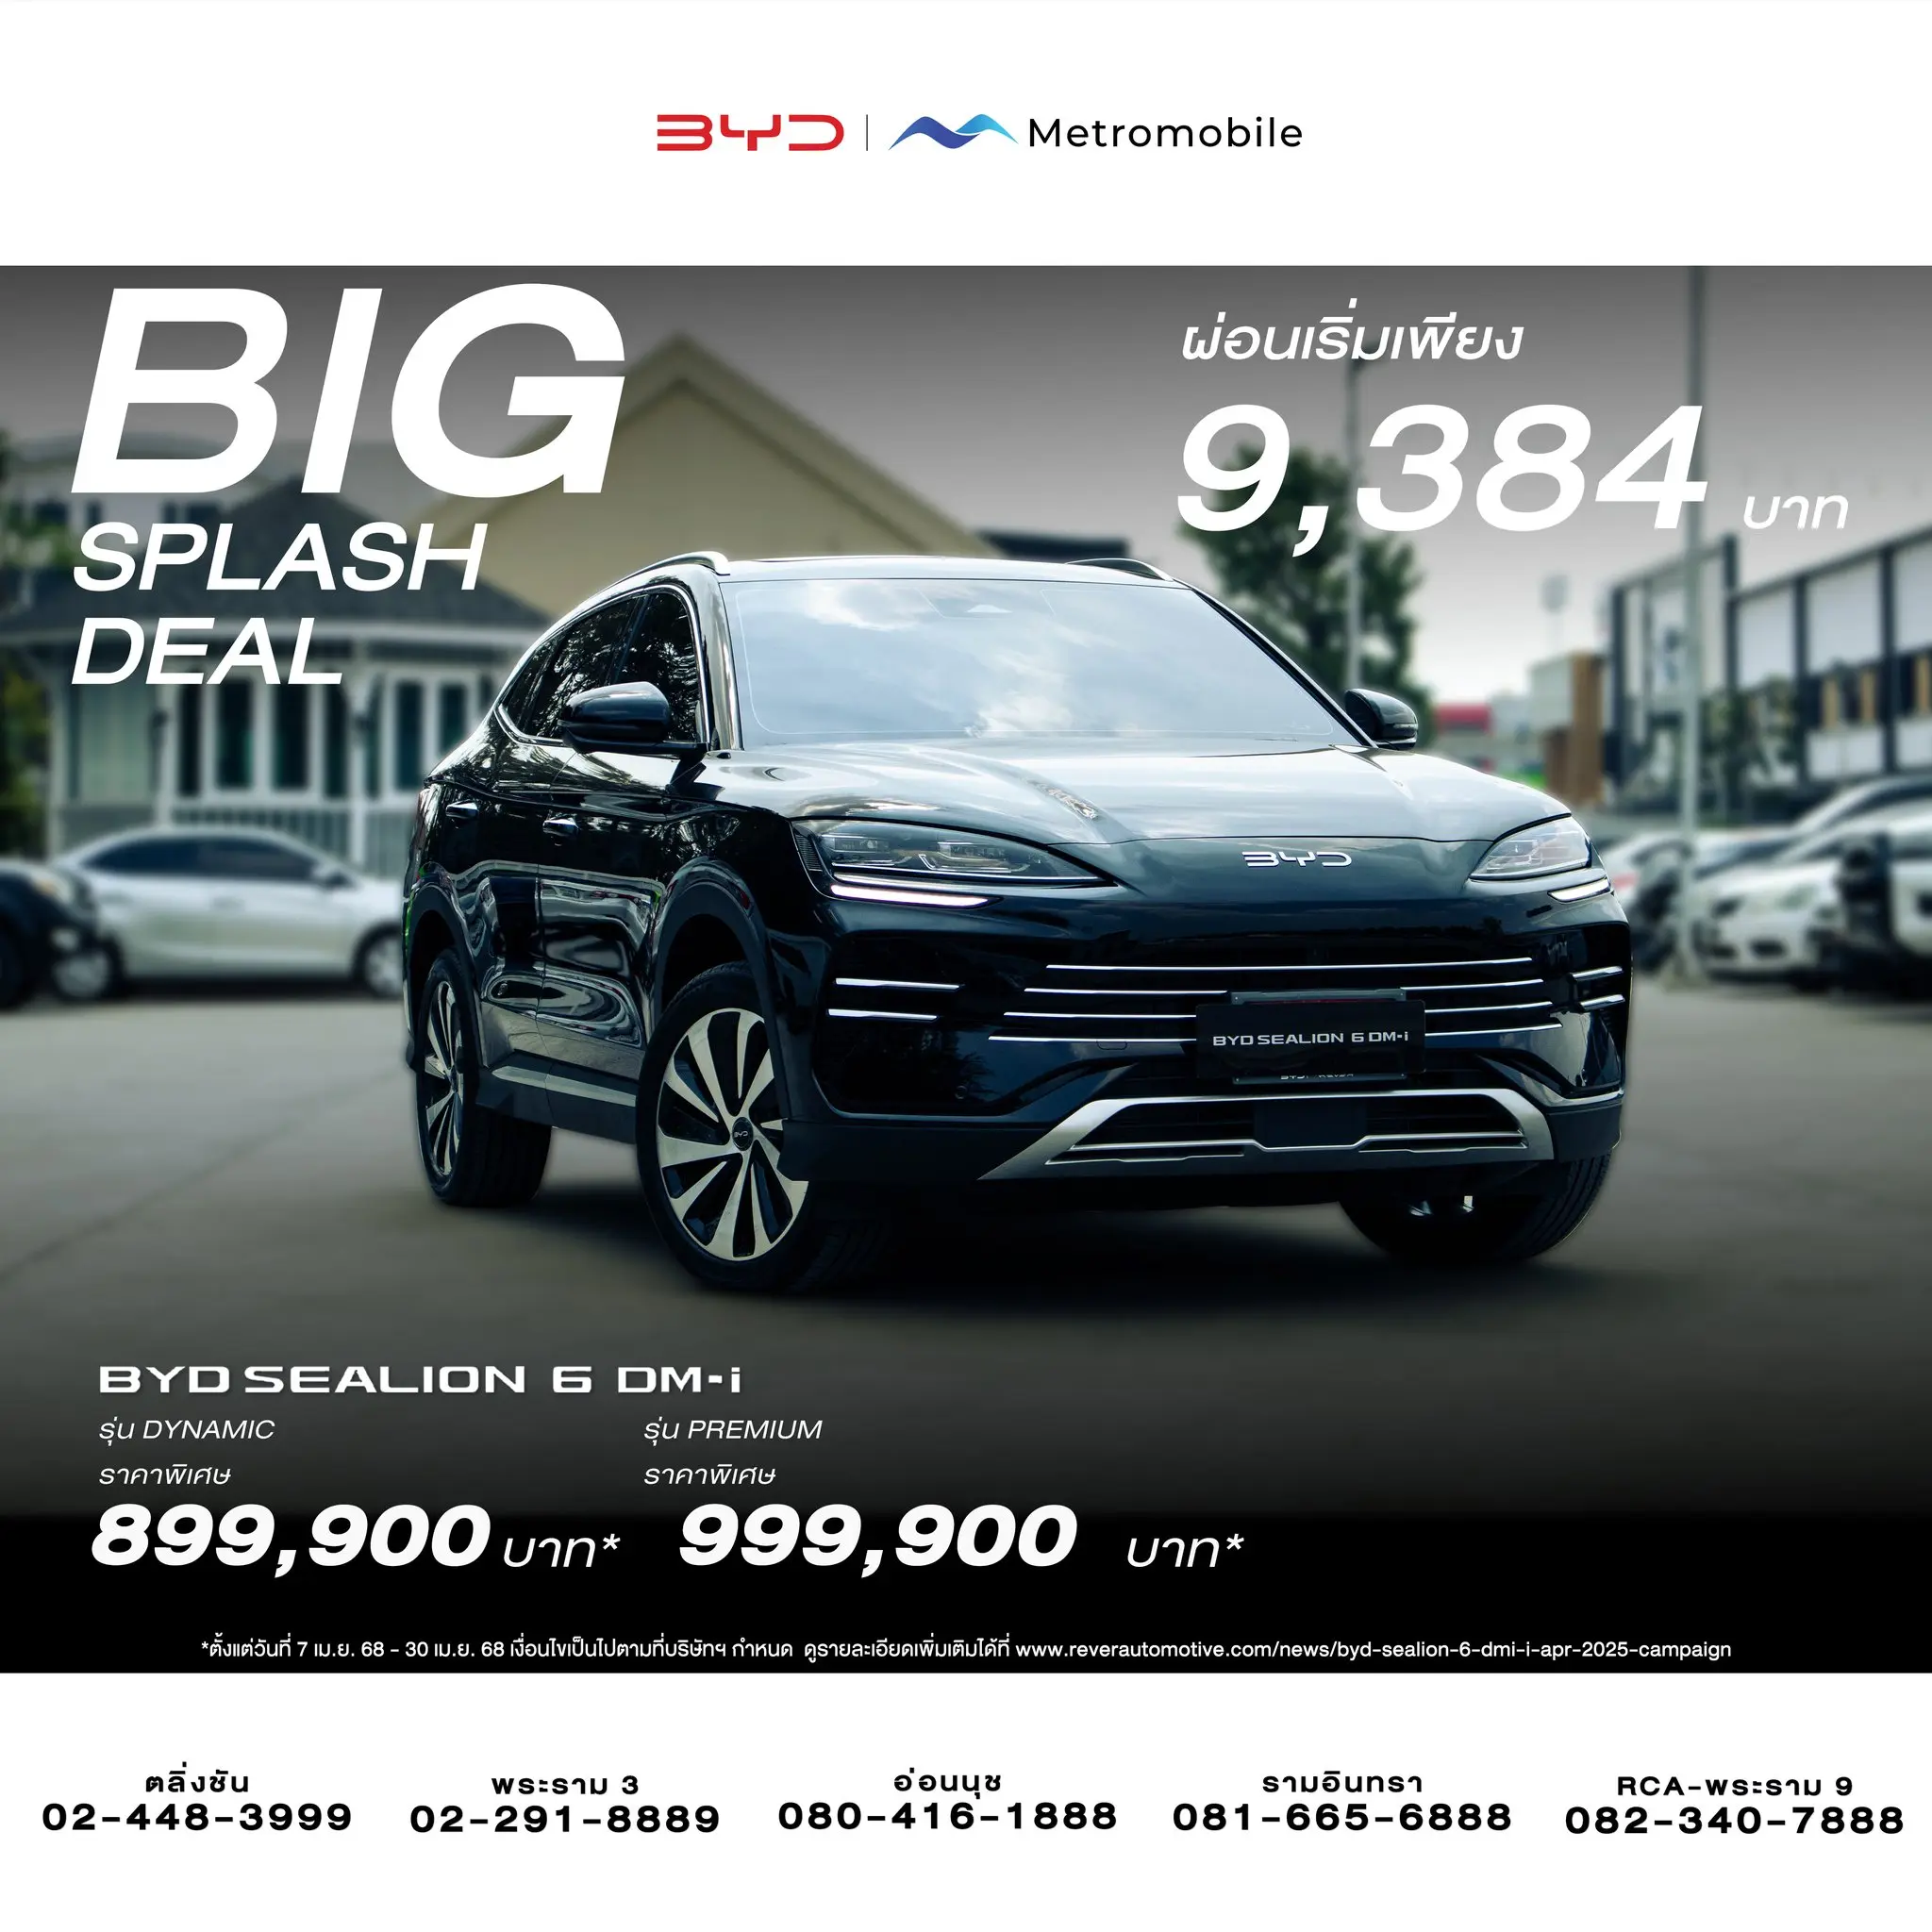 BYD | Metromobile
BIG
SPLASH
DEAL
ผ่อนเริ่มเพียง
9,384 บาท
BYD
BYD SEALION 6 DM-i
BYD SEALION 6 DM-i
รุ่น DYNAMIC
ราคาพิเศษ
899,900 บาท*
รุ่น PREMIUM
ราคาพิเศษ
999,900 บาท*
*ตั้งแต่วันที่ 7 เม.ย. 68 - 30 เม.ย. 68 เงื่อนไขเป็นไปตามที่บริษัทฯ กำหนด ดูรายละเอียดเพิ่มเติมได้ที่ www.reverautomotive.com/news/byd-sealion-6-dmi-i-apr-2025-campaign
ตลิ่งชัน
02-448-3999
พระราม 3
02-291-8889
อ่อนนุช
080-416-1888
รามอินทรา
081-665-6888
RCA-พระราม 9
082-340-7888